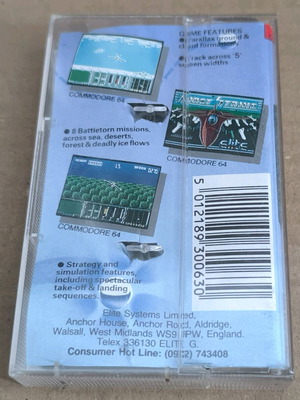 GAME FEATURES
● Parallax ground &
cloud formation
● Track across '5'
screen widths
COMMODORE 64
● 8 Battletorn missions,
across sea, deserts,
forest & deadly ice flows
elite
COMMODORE 64
COMMODORE 64
● Strategy and
simulation features,
including spectacular
take-off & landing
sequences.
5 012189 300630
Elite Systems Limited,
Anchor House, Anchor Road, Aldridge,
Walsall, West Midlands WS9 8PW, England.
Telex 336130 ELITE G.
Consumer Hot Line: (0922) 743408